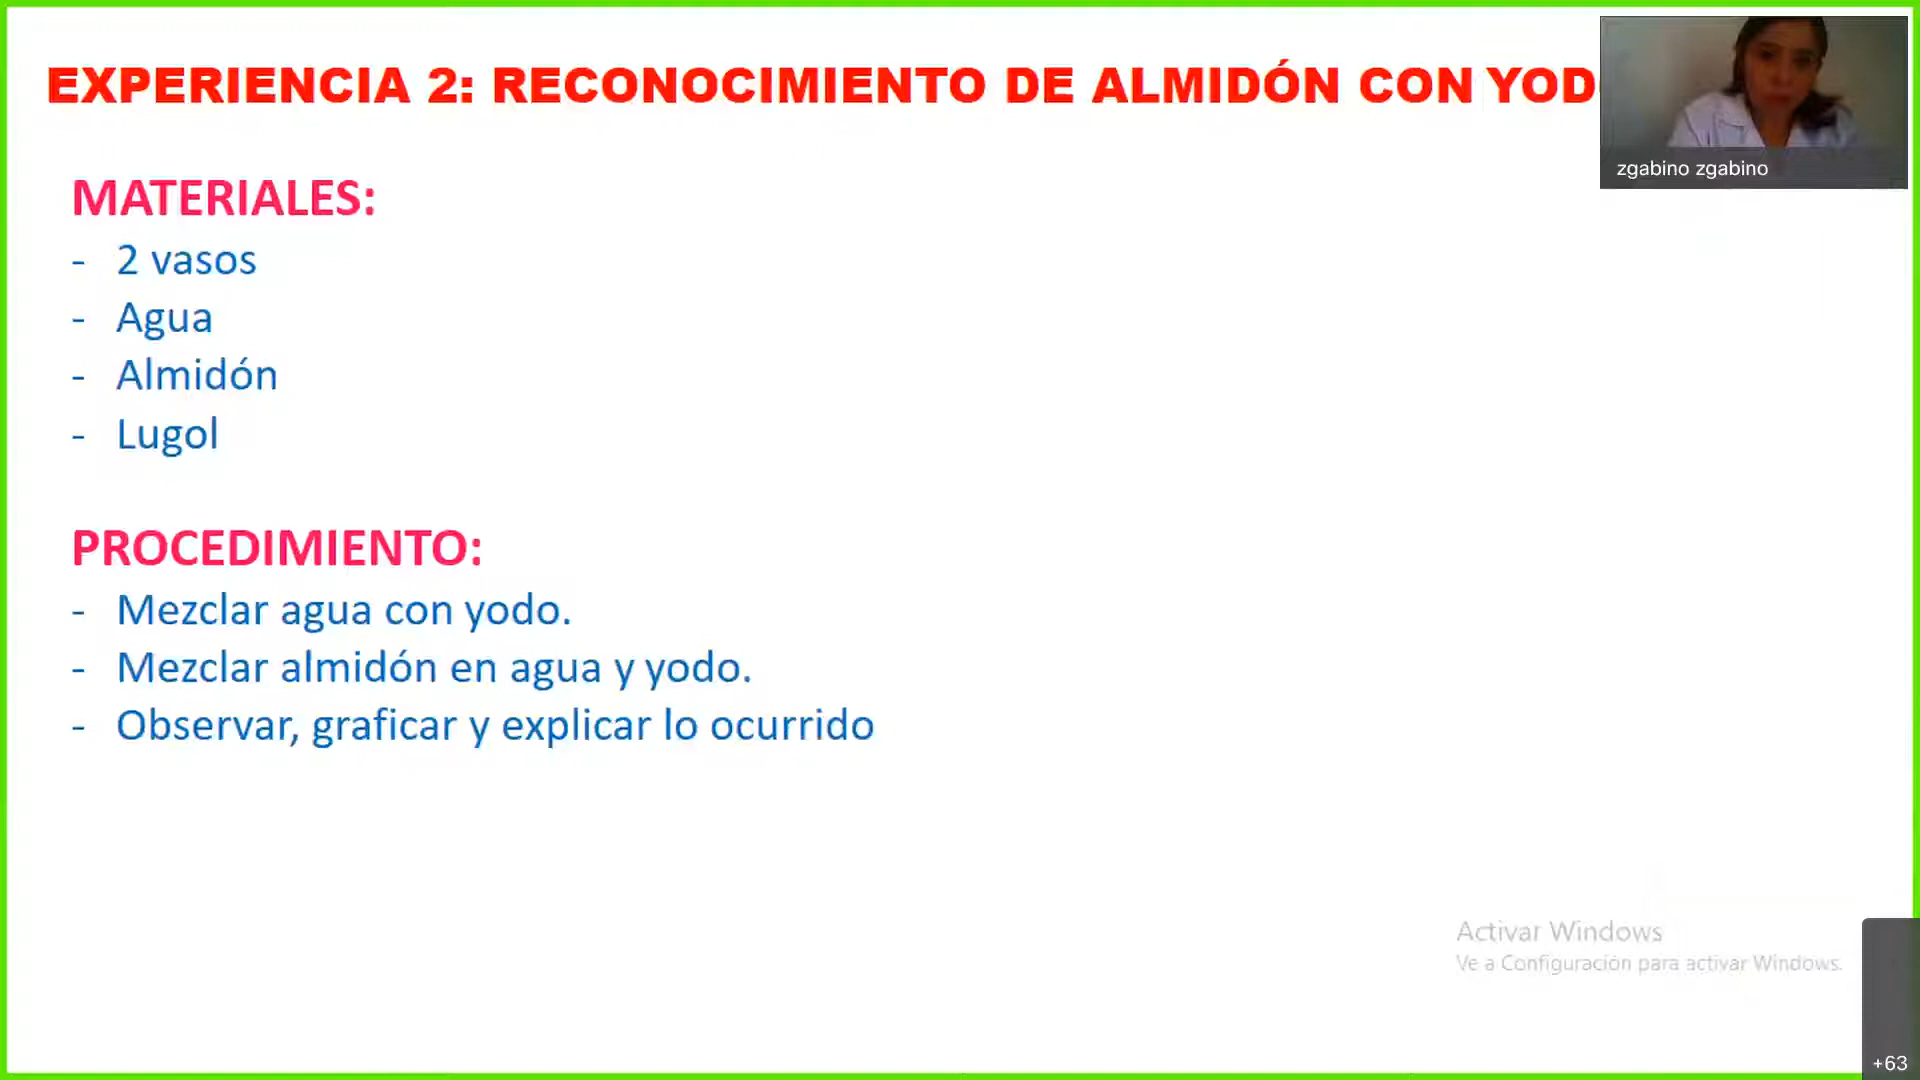 EXPERIENCIA 2: RECONOCIMIENTO DE ALMIDÓN CON YOD
zgabino zgabino
MATERIALES:
- 2 vasos
- Agua
- Almidón
- Lugol
PROCEDIMIENTO:
- Mezclar agua con yodo.
- Mezclar almidón en agua y yodo.
- Observar, graficar y explicar lo ocurrido
Activar Windows
Ve a Configuración para activar Windows.
+63